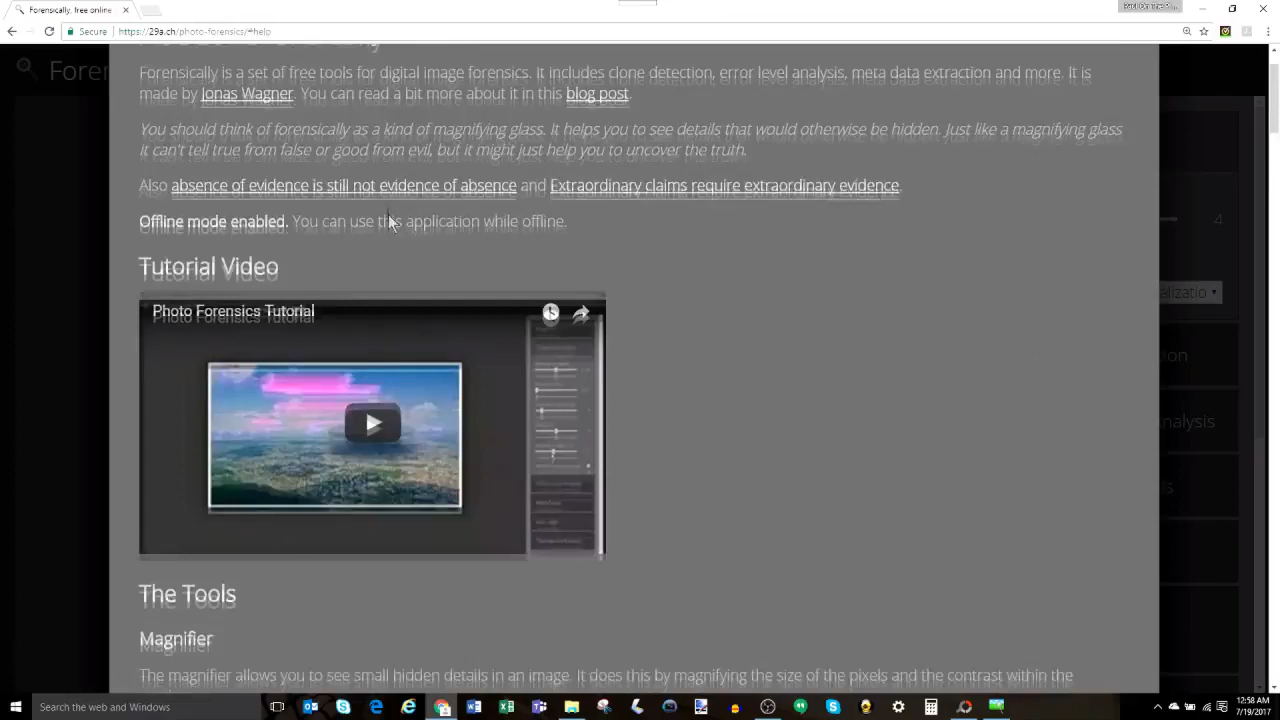 Forensically, free online
Secure
https://29a.ch/photo-forensics/#help
Foren
Forensically is a set of free tools for digital image forensics. It includes clone detection, error level analysis, meta data extraction and more. It is
made by Jonas Wagner. You can read a bit more about it in this blog post.
You should think of forensically as a kind of magnifying glass. It helps you to see details that would otherwise be hidden. Just like a magnifying glass
it can't tell true from false or good from evil, but it might just help you to uncover the truth.
Also absence of evidence is still not evidence of absence and Extraordinary claims require extraordinary evidence.
4
Offline mode enabled. You can use this application while offline.
Tutorial Video
alizatio
Photo Forensics Tutorial
ion
nalysis
ls
The Tools
Magnifier
The magnifier allows you to see small hidden details in an image. It does this by magnifying the size of the pixels and the contrast within the
Search the web and Windows
12:58 AM
7/19/2017